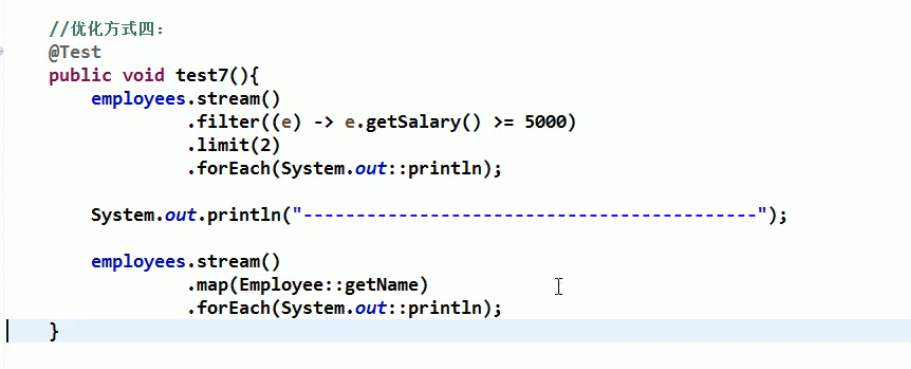 //优化方式四：
@Test
public void test7(){
employees.stream()
.filter((e) -> e.getSalary() >= 5000)
.limit(2)
.forEach(System.out::println);
System.out.println("-------------------------------------------");
employees.stream()
.map(Employee::getName)
.forEach(System.out::println);
}